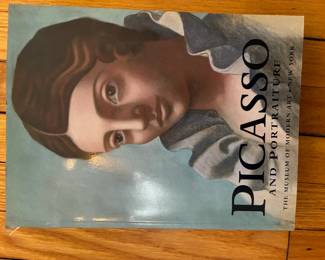 PICASSO
AND PORTRAITURE
THE MUSEUM OF MODERN ART • NEW YORK